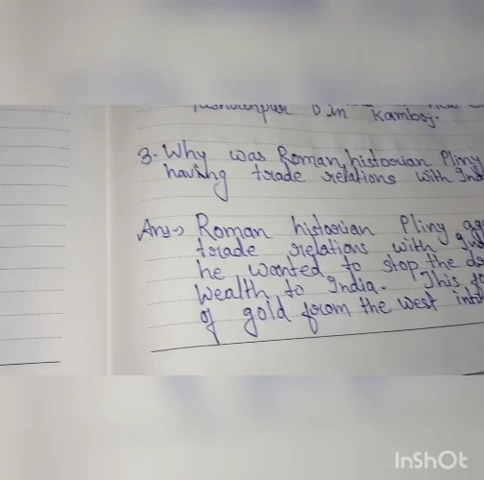 in Kamboj.
3. Why was Roman historian Pliny
having trade relations with
Ans→ Roman historian Pliny
trade relations with
he wanted to stop the
wealth to India. This
of gold from the west
InShOt